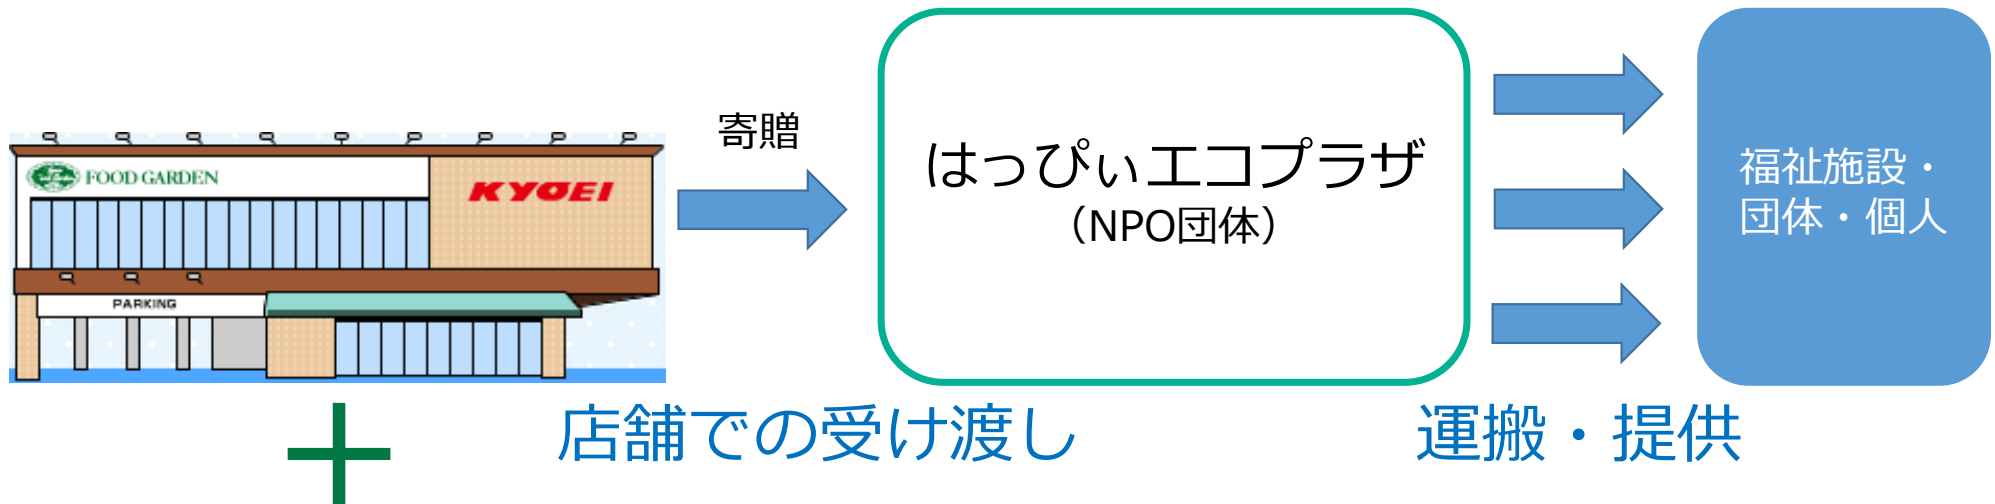 FOOD GARDEN
KYOEI
PARKING
寄贈
はっぴぃエコプラザ
（NPO団体）
福祉施設・
団体・個人
店舗での受け渡し
運搬・提供